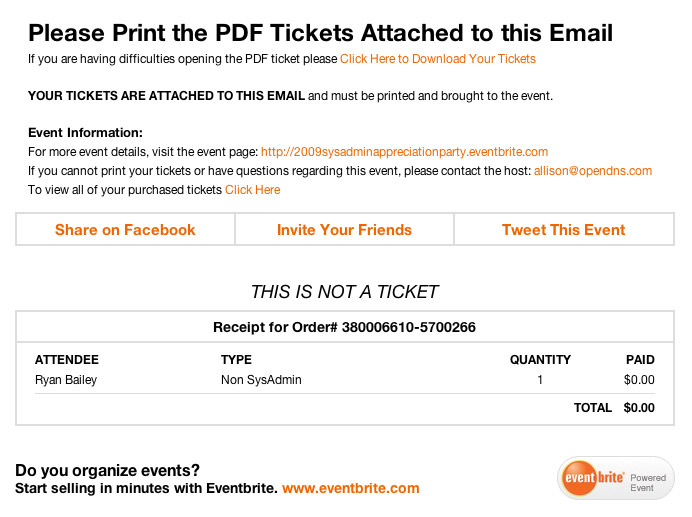 Please Print the PDF Tickets Attached to this Email
If you are having difficulties opening the PDF ticket please Click Here to Download Your Tickets
YOUR TICKETS ARE ATTACHED TO THIS EMAIL and must be printed and brought to the event.
Event Information:
For more event details, visit the event page: http://2009sysadminappreciationparty.eventbrite.com
If you cannot print your tickets or have questions regarding this event, please contact the host: allison@opendns.com
To view all of your purchased tickets Click Here
Share on Facebook Invite Your Friends Tweet This Event
THIS IS NOT A TICKET
Receipt for Order# 380006610-5700266
ATTENDEE TYPE QUANTITY PAID
Ryan Bailey Non SysAdmin 1 $0.00
TOTAL $0.00
Do you organize events?
Start selling in minutes with Eventbrite. www.eventbrite.com
eventbrite® Powered
Event